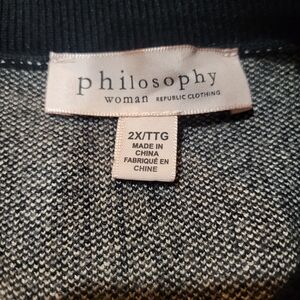 philosophy
woman REPUBLIC CLOTHING
2X/TTG
MADE IN
CHINA
FABRIQUÉ EN
CHINE